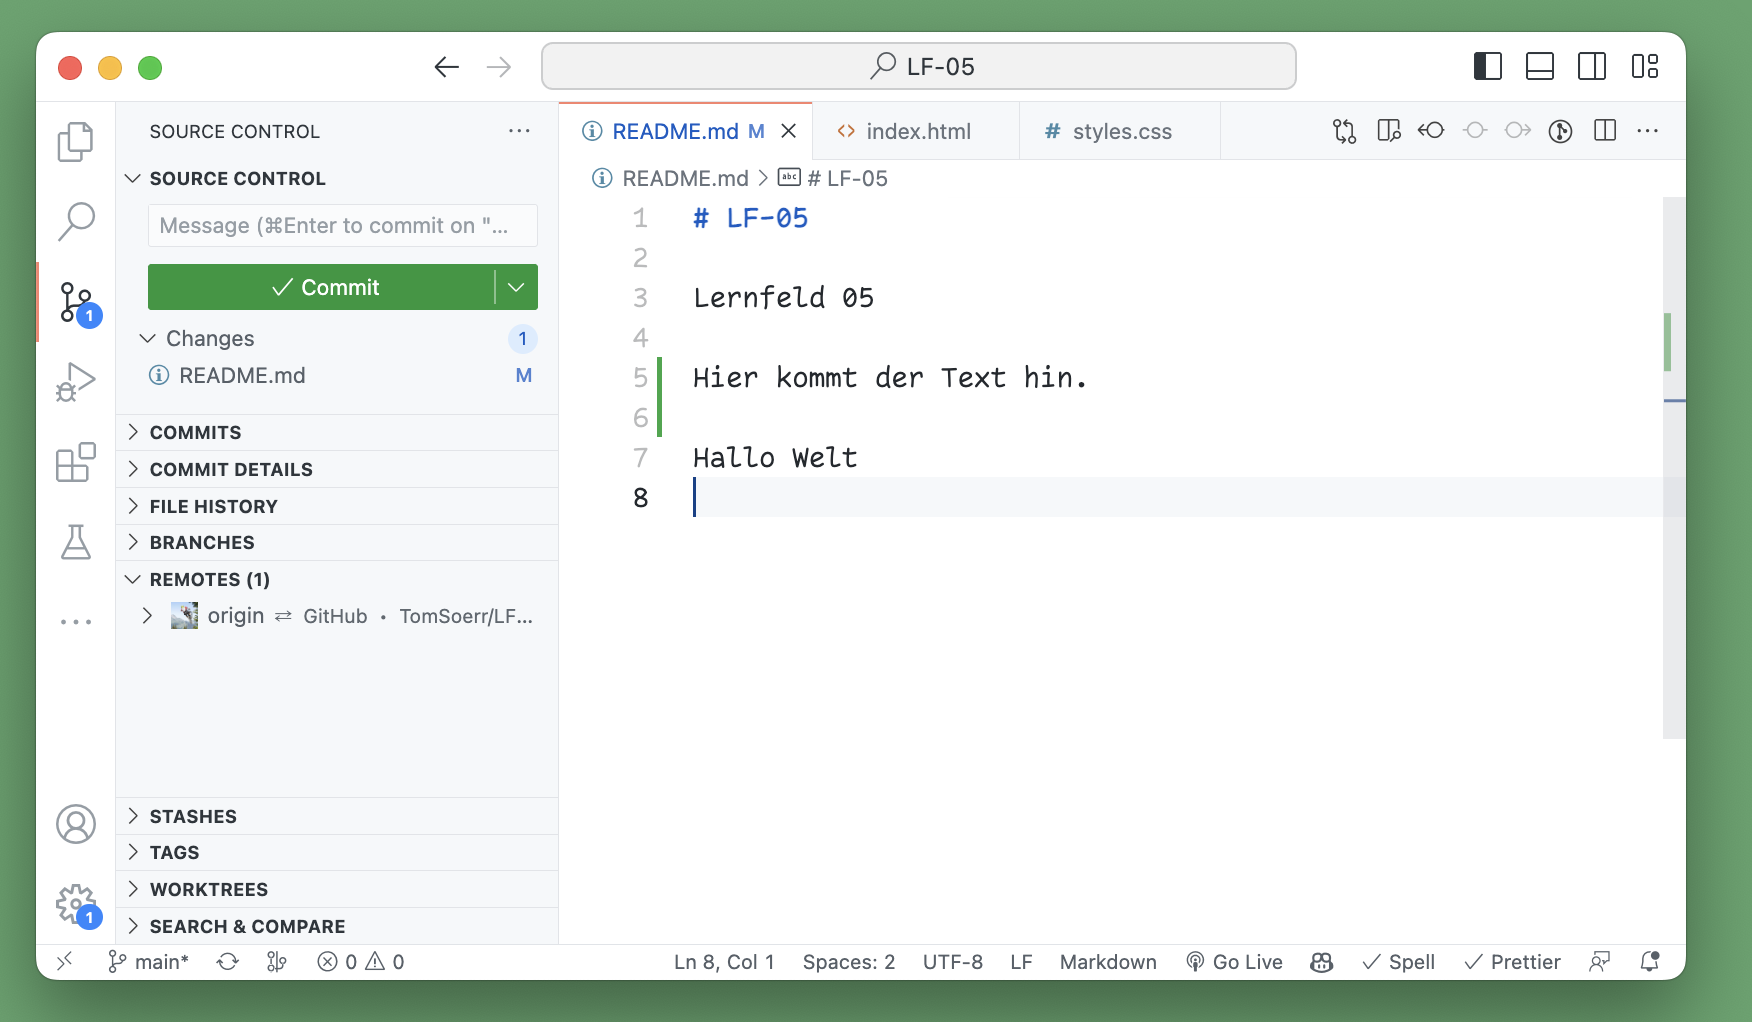 LF-05
SOURCE CONTROL
SOURCE CONTROL
Message (⌘Enter to commit on "...
Commit
Changes 1
README.md M
COMMITS
COMMIT DETAILS
FILE HISTORY
BRANCHES
REMOTES (1)
origin ⇄ GitHub • TomSoerr/LF...
STASHES
TAGS
WORKTREES
SEARCH & COMPARE
1
1
README.md M
index.html
# styles.css
README.md > abc # LF-05
1 # LF-05
2
3 Lernfeld 05
4
5 Hier kommt der Text hin.
6
7 Hallo Welt
8
main* 0 0 Ln 8, Col 1 Spaces: 2 UTF-8 LF Markdown Go Live Spell Prettier